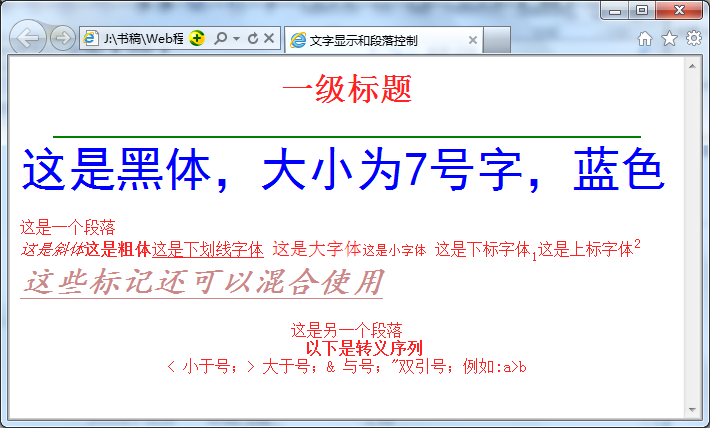 J:\书稿\Web程
文字显示和段落控制
一级标题
这是黑体，大小为7号字，蓝色
这是一个段落
这是斜体这是粗体这是下划线字体 这是大字体这是小字体 这是下标字体1这是上标字体2
这些标记还可以混合使用
这是另一个段落
以下是转义序列
< 小于号；> 大于号；& 与号；"双引号；例如:a>b